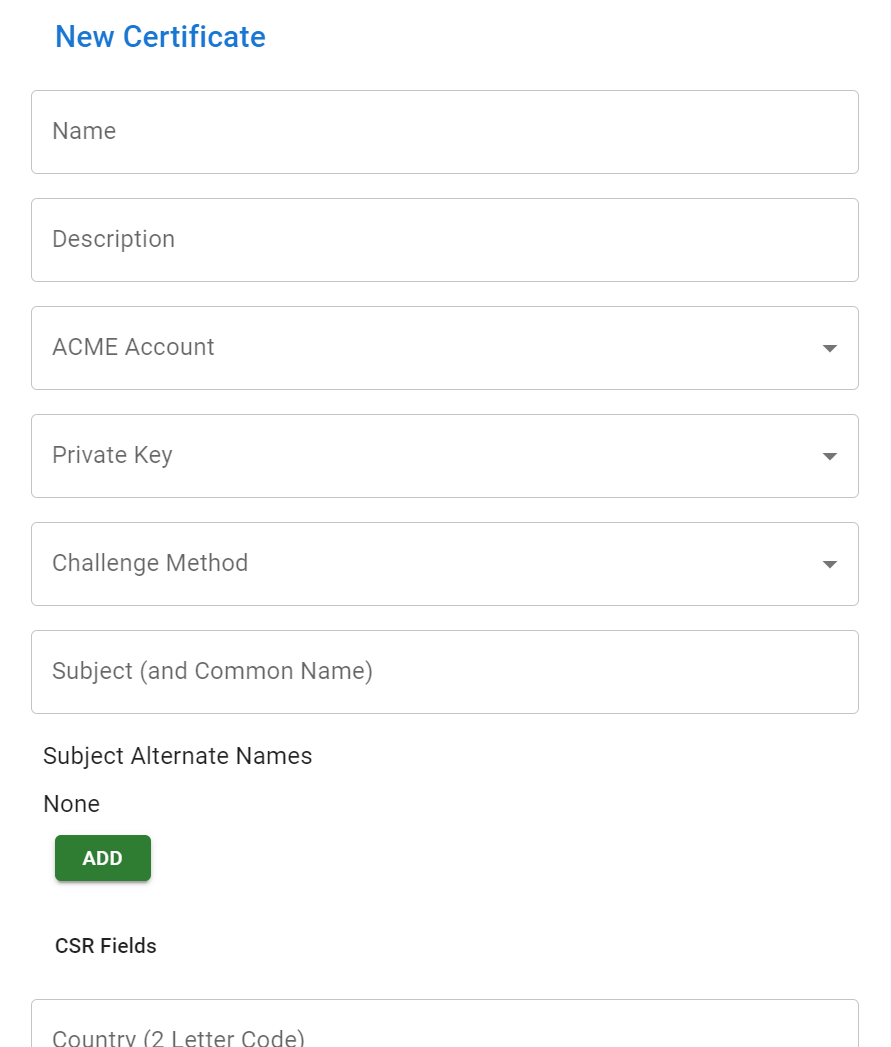 New Certificate
Name
Description
ACME Account
Private Key
Challenge Method
Subject (and Common Name)
Subject Alternate Names
None
ADD
CSR Fields
Country (2 Letter Code)